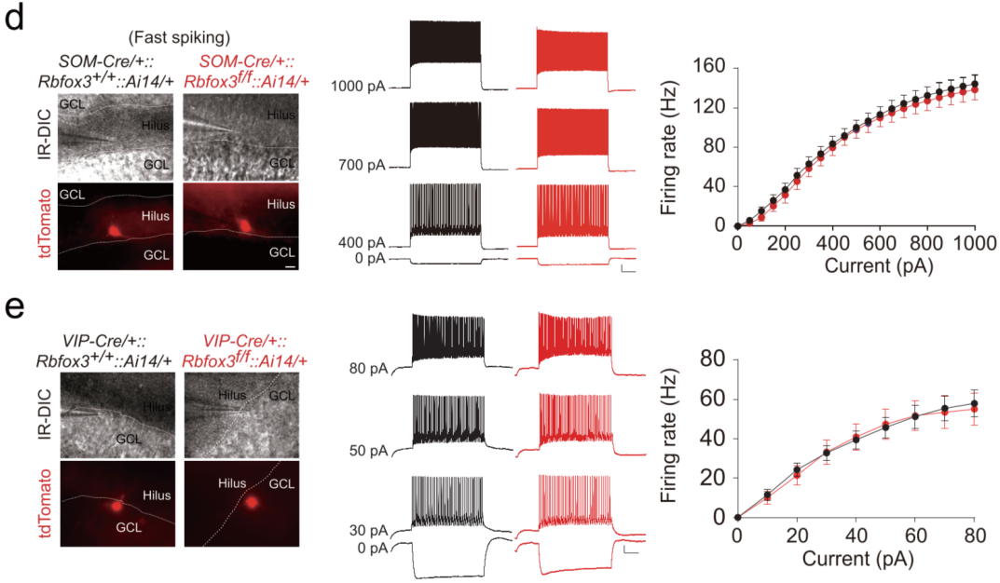 d
(Fast spiking)
SOM-Cre/+::
Rbfox3+/+::Ai14/+
SOM-Cre/+::
Rbfox3f/f::Ai14/+
IR-DIC
GCL
Hilus
GCL
Hilus
GCL
tdTomato
GCL
Hilus
GCL
Hilus
GCL
1000 pA
700 pA
400 pA
0 pA
Firing rate (Hz)
160
120
80
40
0
0 200 400 600 800 1000
Current (pA)
e
VIP-Cre/+::
Rbfox3+/+::Ai14/+
VIP-Cre/+::
Rbfox3f/f::Ai14/+
IR-DIC
Hilus
GCL
Hilus
GCL
tdTomato
Hilus
GCL
Hilus
GCL
80 pA
50 pA
30 pA
0 pA
Firing rate (Hz)
80
60
40
20
0
0 20 40 60 80
Current (pA)